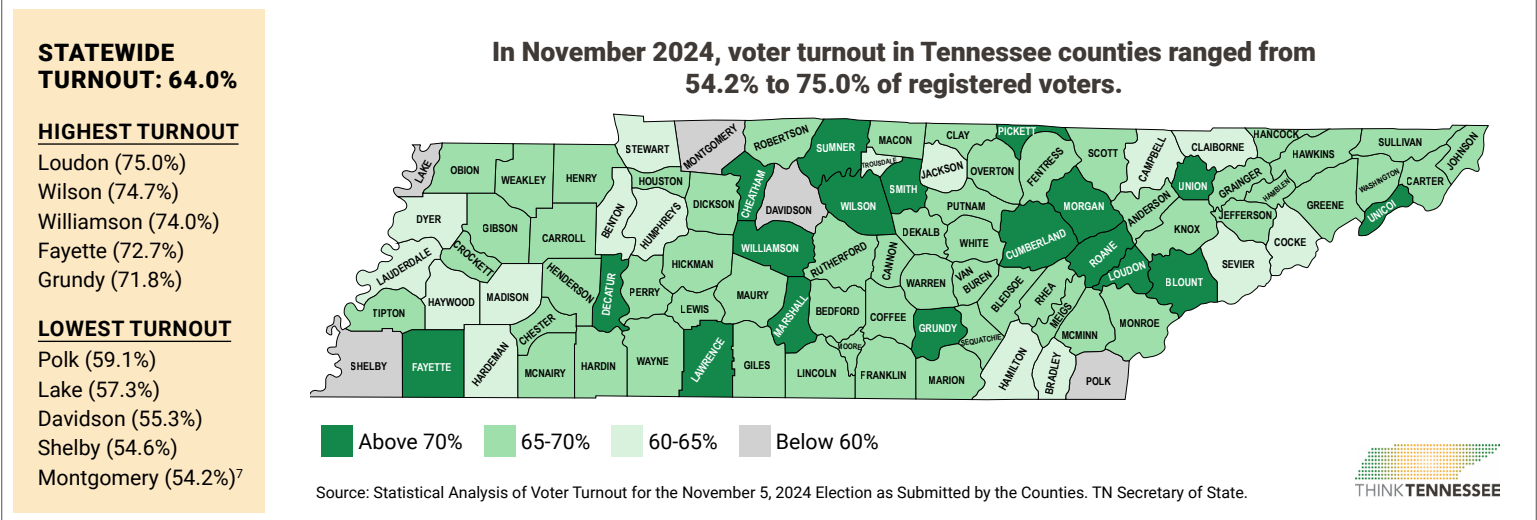 STATEWIDE
TURNOUT: 64.0%
HIGHEST TURNOUT
Loudon (75.0%)
Wilson (74.7%)
Williamson (74.0%)
Fayette (72.7%)
Grundy (71.8%)
LOWEST TURNOUT
Polk (59.1%)
Lake (57.3%)
Davidson (55.3%)
Shelby (54.6%)
Montgomery (54.2%)⁷
In November 2024, voter turnout in Tennessee counties ranged from
54.2% to 75.0% of registered voters.
LAKE
OBION
WEAKLEY
HENRY
STEWART
MONTGOMERY
ROBERTSON
SUMNER
MACON
TROUSDALE
CLAY
PICKETT
JACKSON
OVERTON
FENTRESS
SCOTT
CAMPBELL
CLAIBORNE
HANCOCK
HAWKINS
SULLIVAN
JOHNSON
CARTER
WASHINGTON
UNICOI
GREENE
HAMBLEN
GRAINGER
UNION
ANDERSON
MORGAN
PUTNAM
SMITH
WILSON
DAVIDSON
CHEATHAM
DICKSON
HOUSTON
HUMPHREYS
BENTON
CARROLL
GIBSON
DYER
LAUDERDALE
CROCKETT
HAYWOOD
MADISON
HENDERSON
DECATUR
PERRY
HICKMAN
WILLIAMSON
RUTHERFORD
CANNON
DEKALB
WHITE
CUMBERLAND
ROANE
LOUDON
KNOX
JEFFERSON
COCKE
SEVIER
BLOUNT
MONROE
MCMINN
MEIGS
RHEA
BLEDSOE
VAN
BUREN
WARREN
COFFEE
BEDFORD
MARSHALL
MAURY
LEWIS
TIPTON
SHELBY
FAYETTE
HARDEMAN
CHESTER
MCNAIRY
HARDIN
WAYNE
LAWRENCE
GILES
LINCOLN
MOORE
FRANKLIN
GRUNDY
SEQUATCHIE
MARION
HAMILTON
BRADLEY
POLK
Above 70%
65-70%
60-65%
Below 60%
Source: Statistical Analysis of Voter Turnout for the November 5, 2024 Election as Submitted by the Counties. TN Secretary of State.
THINKTENNESSEE